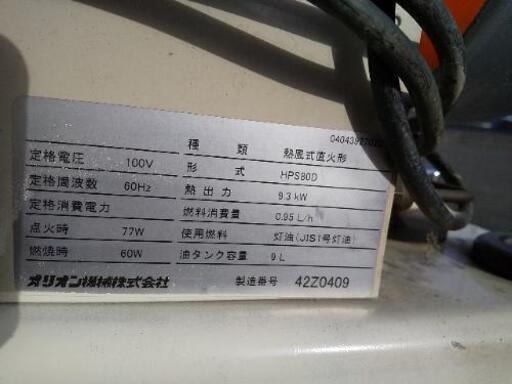 04043
種類 熱風式直火形
定格電圧 100V 形式 HPS80D
定格周波数 60Hz 熱出力 9.3kW
定格消費電力 燃料消費量 0.95L/h
点火時 77W 使用燃料 灯油(JIS1号灯油)
燃焼時 60W 油タンク容量 9L
オリオン機械株式会社 製造番号 42Z0409